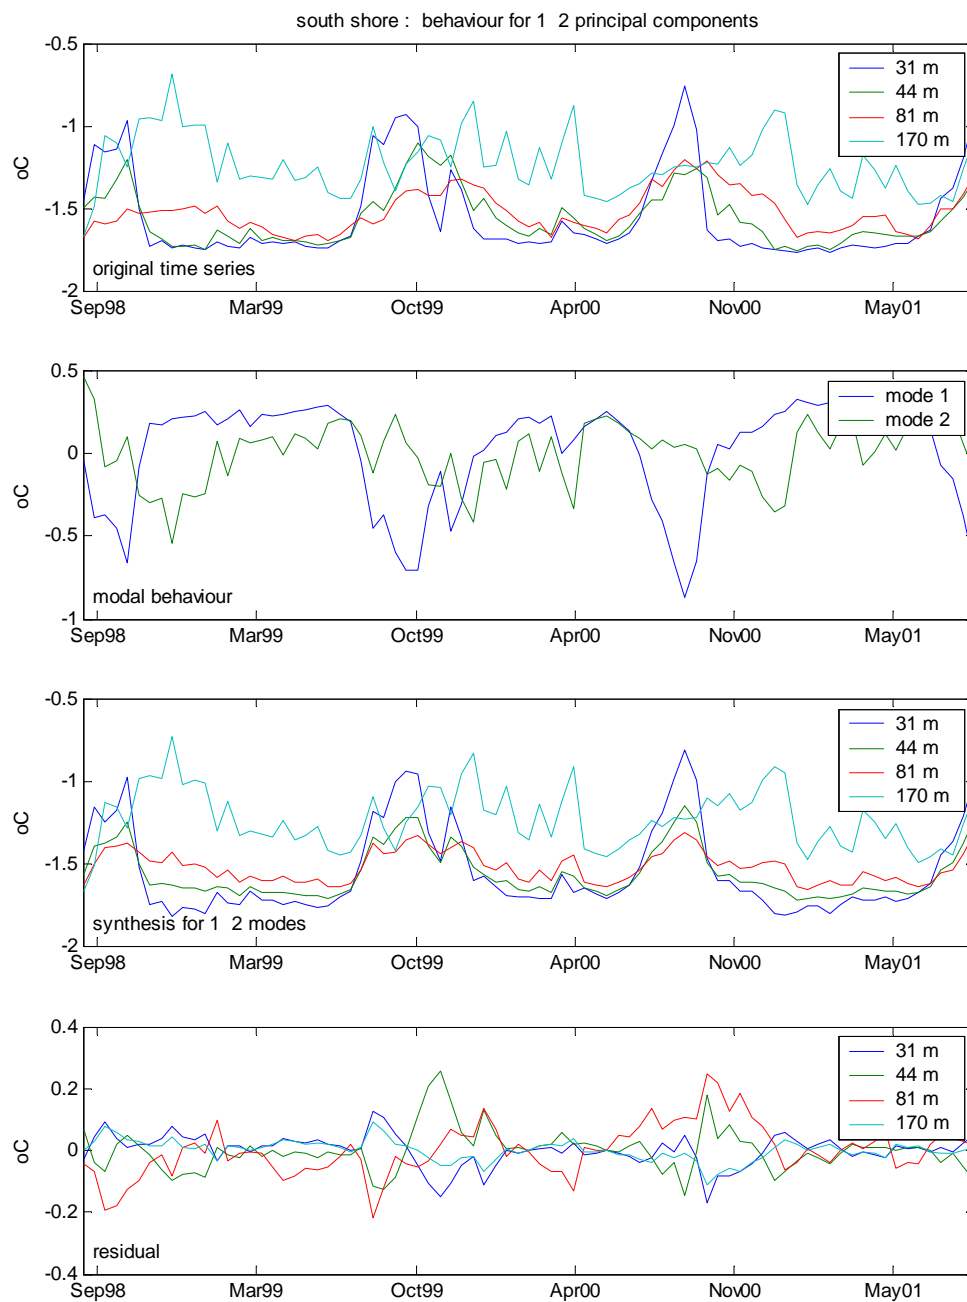 south shore :  behaviour for 1  2 principal components
-0.5
-1
-1.5
-2
oC
31 m
44 m
81 m
170 m
original time series
Sep98 Mar99 Oct99 Apr00 Nov00 May01
0.5
0
-0.5
-1
oC
mode 1
mode 2
modal behaviour
Sep98 Mar99 Oct99 Apr00 Nov00 May01
-0.5
-1
-1.5
-2
oC
31 m
44 m
81 m
170 m
synthesis for 1  2 modes
Sep98 Mar99 Oct99 Apr00 Nov00 May01
0.4
0.2
0
-0.2
-0.4
oC
31 m
44 m
81 m
170 m
residual
Sep98 Mar99 Oct99 Apr00 Nov00 May01